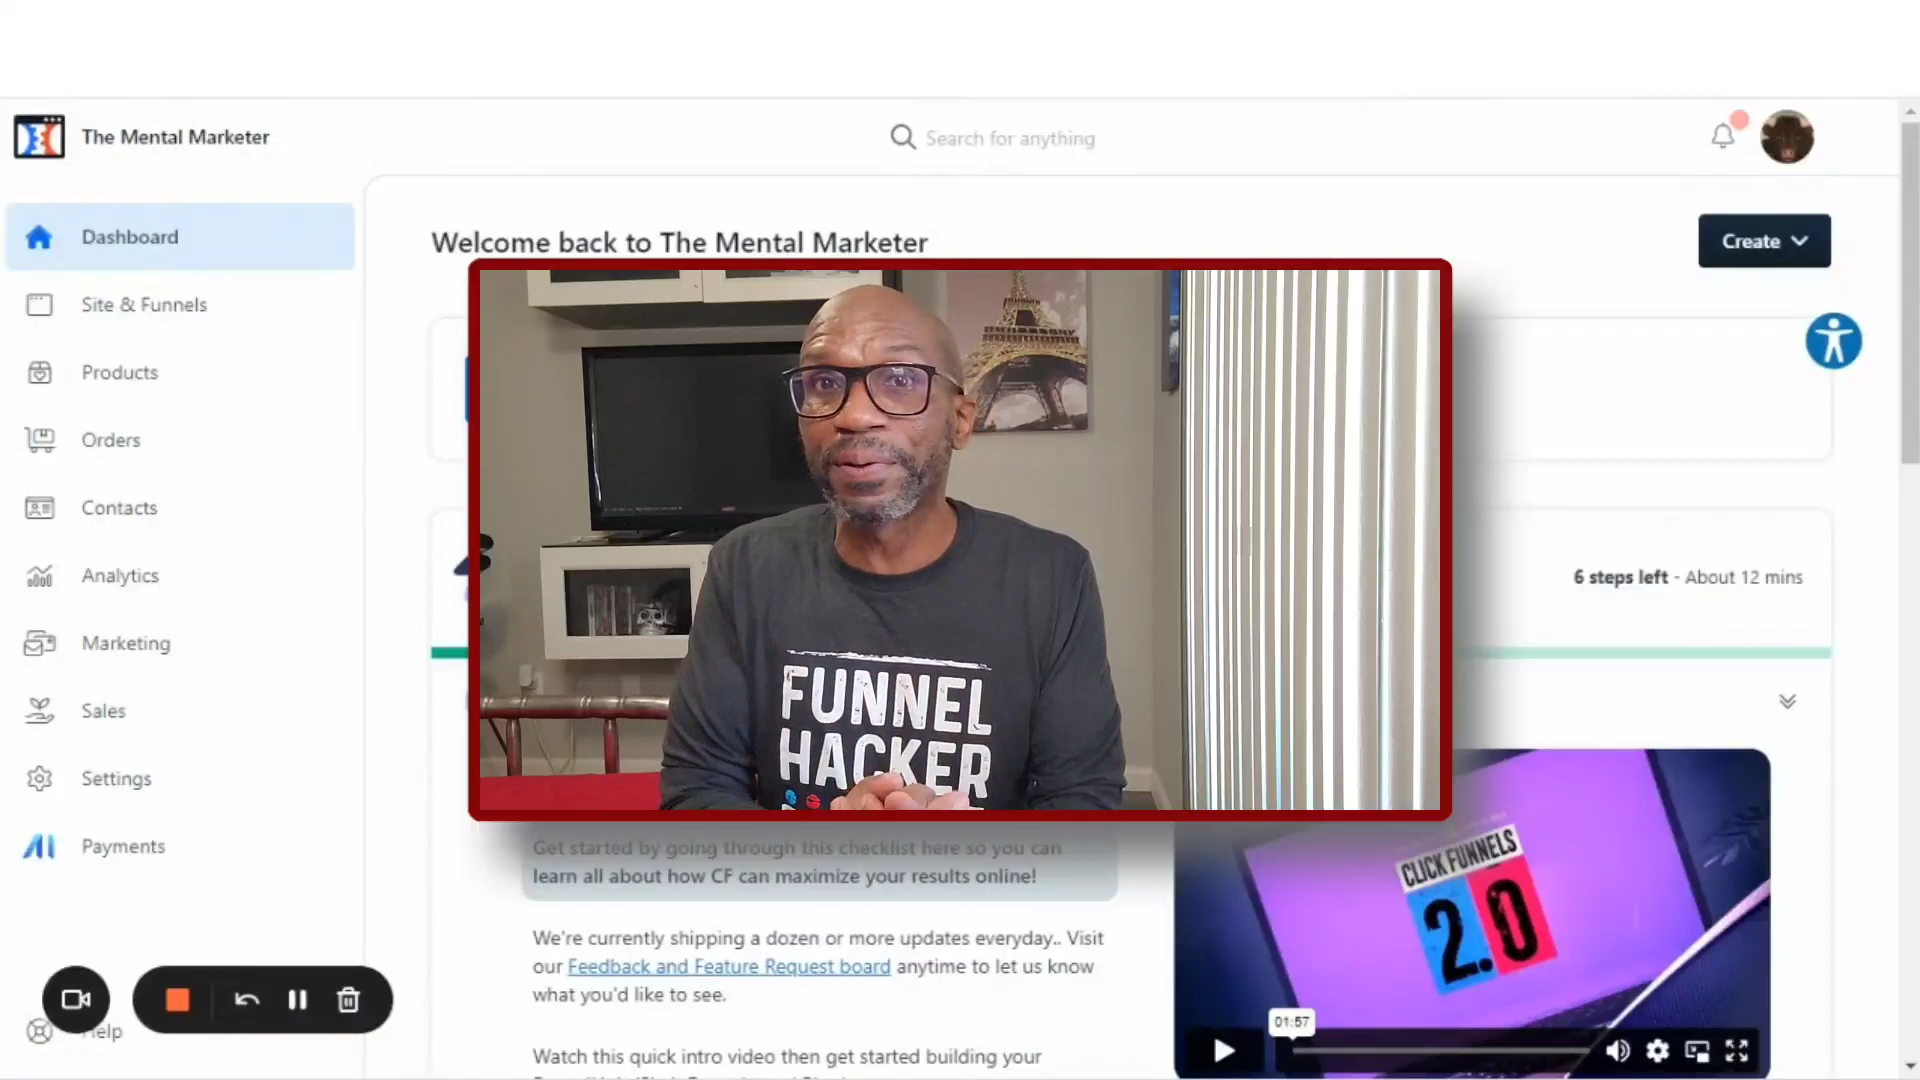 The Mental Marketer
Search for anything
Dashboard
Welcome back to The Mental Marketer
Create
Site & Funnels
Products
Orders
Contacts
Analytics
6 steps left - About 12 mins
Marketing
Sales
Settings
Payments
FUNNEL
HACKER
Get started by going through this checklist here so you can
learn all about how CF can maximize your results online!
CLICK FUNNELS
2.0
We're currently shipping a dozen or more updates everyday.. Visit
our Feedback and Feature Request board anytime to let us know
what you'd like to see.
01:57
Help
Watch this quick intro video then get started building your